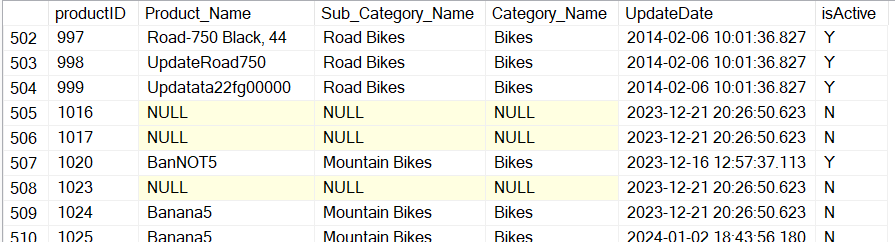 productID Product_Name Sub_Category_Name Category_Name UpdateDate isActive
502 997 Road-750 Black, 44 Road Bikes Bikes 2014-02-06 10:01:36.827 Y
503 998 UpdateRoad750 Road Bikes Bikes 2014-02-06 10:01:36.827 Y
504 999 Updatata22fg00000 Road Bikes Bikes 2014-02-06 10:01:36.827 Y
505 1016 NULL NULL NULL 2023-12-21 20:26:50.623 N
506 1017 NULL NULL NULL 2023-12-21 20:26:50.623 N
507 1020 BanNOT5 Mountain Bikes Bikes 2023-12-16 12:57:37.113 Y
508 1023 NULL NULL NULL 2023-12-21 20:26:50.623 N
509 1024 Banana5 Mountain Bikes Bikes 2023-12-21 20:26:50.623 N
510 1025 Banana5 Mountain Bikes Bikes 2024-01-02 18:43:56.180 N